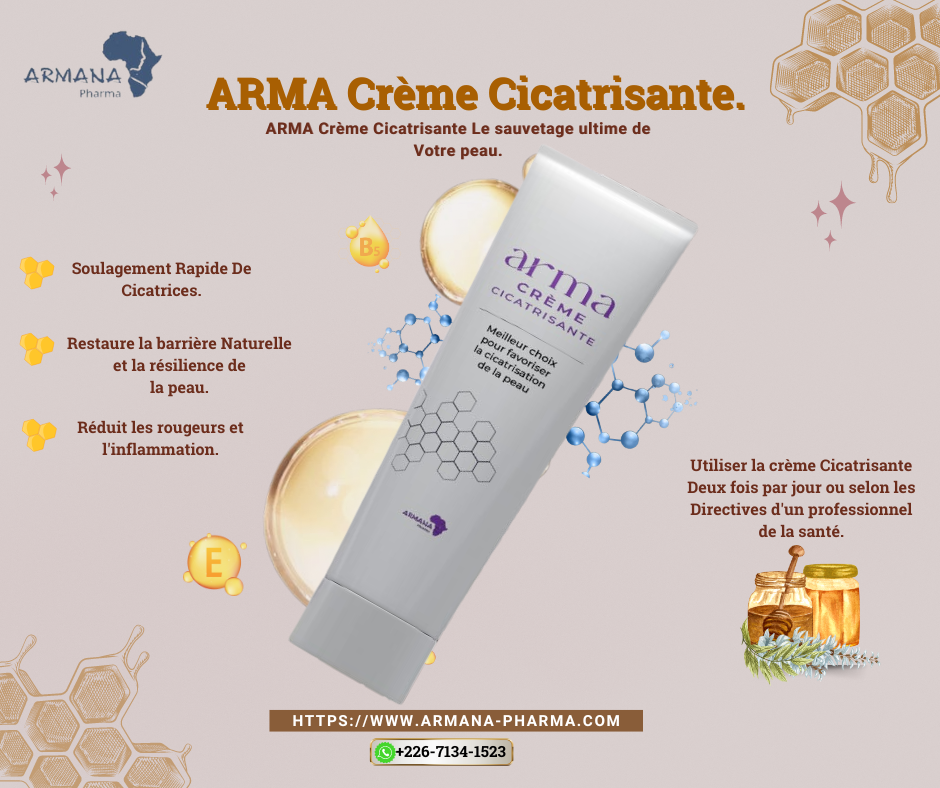 ARMANA
Pharma
ARMA Crème Cicatrisante.
ARMA Crème Cicatrisante Le sauvetage ultime de
Votre peau.
B5
Soulagement Rapide De
Cicatrices.
Restaure la barrière Naturelle
et la résilience de
la peau.
Réduit les rougeurs et
l'inflammation.
E
arma
CRÈME
CICATRISANTE
Meilleur choix
pour favoriser
la cicatrisation
de la peau
ARMANA
pharma
Utiliser la crème Cicatrisante
Deux fois par jour ou selon les
Directives d'un professionnel
de la santé.
HTTPS://WWW.ARMANA-PHARMA.COM
+226-7134-1523